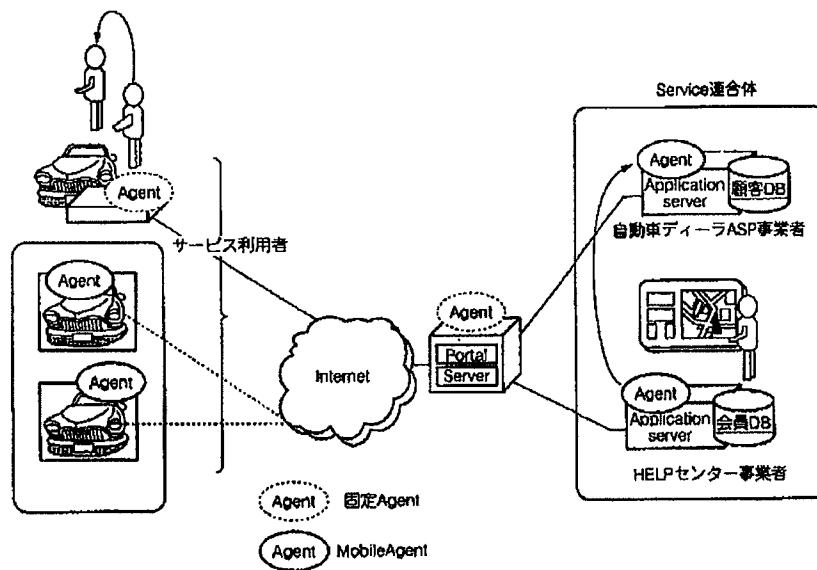 Service連合体
Agent
Application
server
顧客DB
自動車ディーラASP事業者
Agent
サービス利用者
Agent
Agent
Internet
Agent
Portal
Server
Agent
Application
server
会員DB
HELPセンター事業者
Agent 固定Agent
Agent MobileAgent